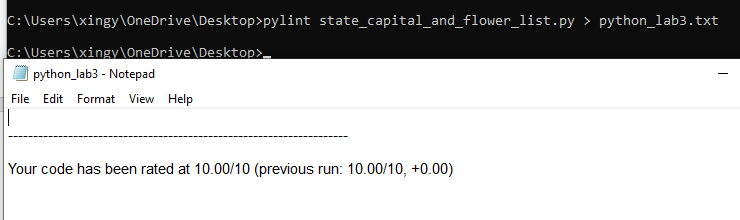 C:\Users\xingy\OneDrive\Desktop>pylint state_capital_and_flower_list.py > python_lab3.txt
C:\Users\xingy\OneDrive\Desktop>_
python_lab3 - Notepad
File Edit Format View Help
--------------------------------------------------------------------
Your code has been rated at 10.00/10 (previous run: 10.00/10, +0.00)